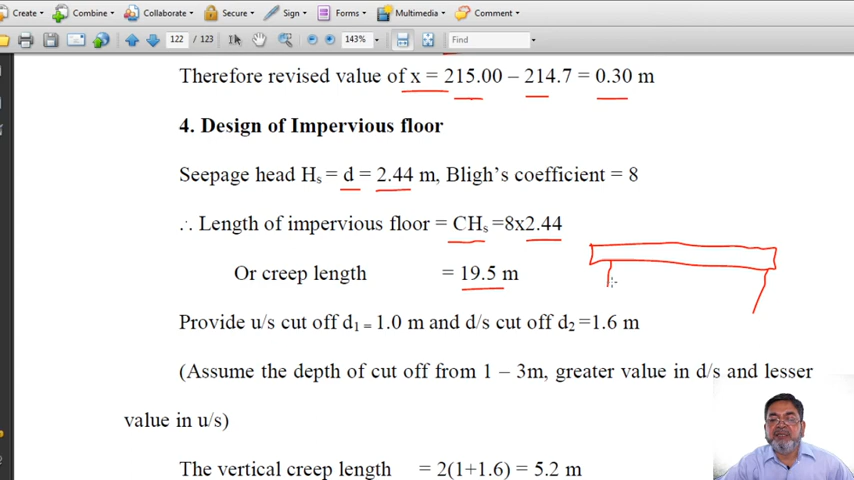 Create Combine Collaborate Secure Sign Forms Multimedia Comment
122 / 123 143% Find
Therefore revised value of x = 215.00 – 214.7 = 0.30 m
4. Design of Impervious floor
Seepage head Hs = d = 2.44 m, Bligh's coefficient = 8
∴ Length of impervious floor = CHs =8x2.44
Or creep length = 19.5 m
Provide u/s cut off d1 = 1.0 m and d/s cut off d2 =1.6 m
(Assume the depth of cut off from 1 – 3m, greater value in d/s and lesser
value in u/s)
The vertical creep length = 2(1+1.6) = 5.2 m